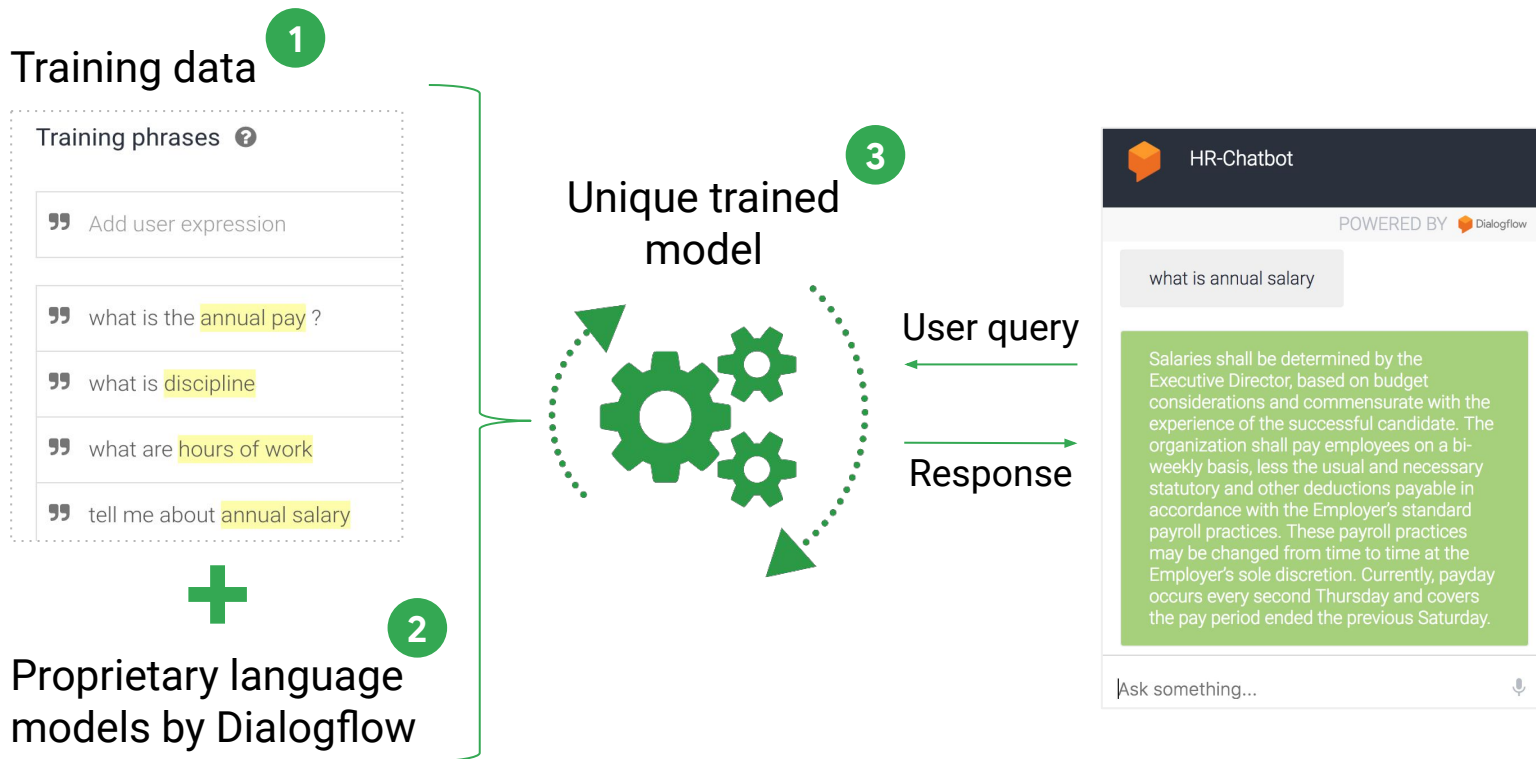 1
Training data
Training phrases ?
Add user expression
what is the annual pay ?
what is discipline
what are hours of work
tell me about annual salary
+
2
Proprietary language
models by Dialogflow
3
Unique trained
model
User query
Response
HR-Chatbot
POWERED BY Dialogflow
what is annual salary
Salaries shall be determined by the
Executive Director, based on budget
considerations and commensurate with the
experience of the successful candidate. The
organization shall pay employees on a bi-
weekly basis, less the usual and necessary
statutory and other deductions payable in
accordance with the Employer's standard
payroll practices. These payroll practices
may be changed from time to time at the
Employer's sole discretion. Currently, payday
occurs every second Thursday and covers
the pay period ended the previous Saturday.
Ask something...